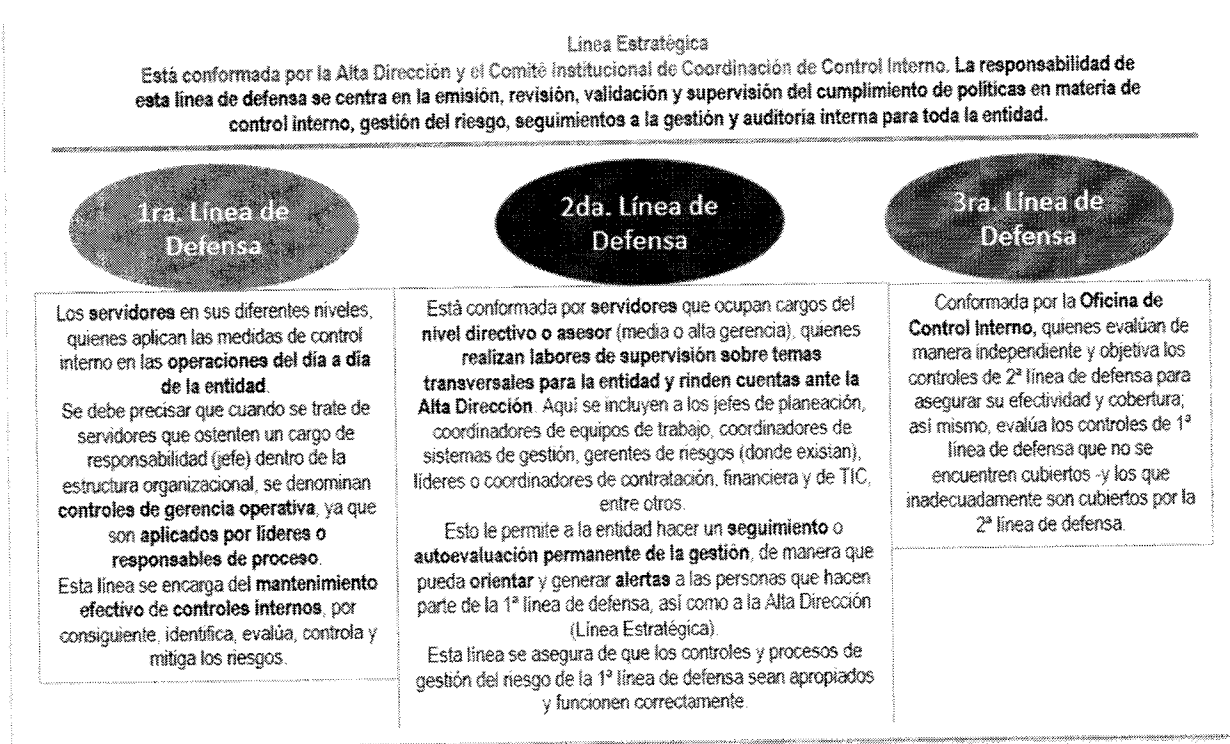 Línea Estratégica
Está conformada por la Alta Dirección y el Comité Institucional de Coordinación de Control Interno. La responsabilidad de
esta línea de defensa se centra en la emisión, revisión, validación y supervisión del cumplimiento de políticas en materia de
control interno, gestión del riesgo, seguimientos a la gestión y auditoría interna para toda la entidad.
1ra. Línea de
Defensa
Los servidores en sus diferentes niveles,
quienes aplican las medidas de control
interno en las operaciones del día a día
de la entidad.
Se debe precisar que cuando se trate de
servidores que ostenten un cargo de
responsabilidad (jefe) dentro de la
estructura organizacional, se denominan
controles de gerencia operativa, ya que
son aplicados por líderes o
responsables de proceso.
Esta línea se encarga del mantenimiento
efectivo de controles internos, por
consiguiente, identifica, evalúa, controla y
mitiga los riesgos.
2da. Línea de
Defensa
Está conformada por servidores que ocupan cargos del
nivel directivo o asesor (media o alta gerencia), quienes
realizan labores de supervisión sobre temas
transversales para la entidad y rinden cuentas ante la
Alta Dirección. Aquí se incluyen a los jefes de planeación,
coordinadores de equipos de trabajo, coordinadores de
sistemas de gestión, gerentes de riesgos (donde existan),
líderes o coordinadores de contratación, financiera y de TIC,
entre otros.
Esto le permite a la entidad hacer un seguimiento o
autoevaluación permanente de la gestión, de manera que
pueda orientar y generar alertas a las personas que hacen
parte de la 1ª línea de defensa, así como a la Alta Dirección
(Línea Estratégica).
Esta línea se asegura de que los controles y procesos de
gestión del riesgo de la 1ª línea de defensa sean apropiados
y funcionen correctamente.
3ra. Línea de
Defensa
Conformada por la Oficina de
Control Interno, quienes evalúan de
manera independiente y objetiva los
controles de 2ª línea de defensa para
asegurar su efectividad y cobertura;
así mismo, evalúa los controles de 1ª
línea de defensa que no se
encuentren cubiertos -y los que
inadecuadamente son cubiertos por la
2ª línea de defensa.